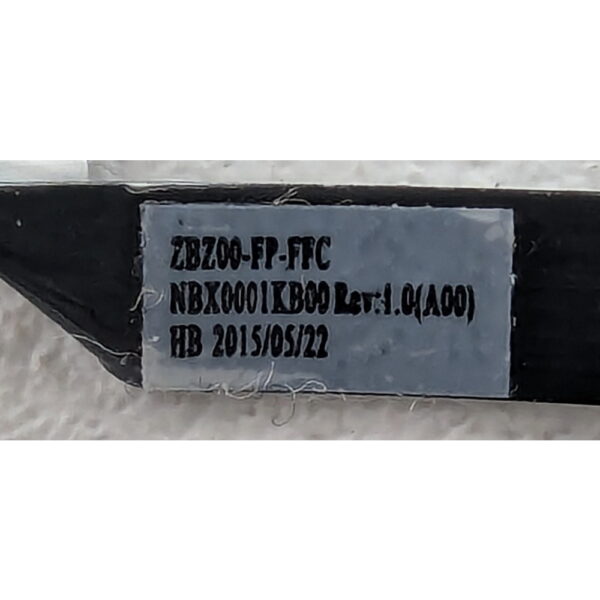 ZBZ00-FP-FFC
NBX0001KB00 Rev:1.0(A00)
HB 2015/05/22